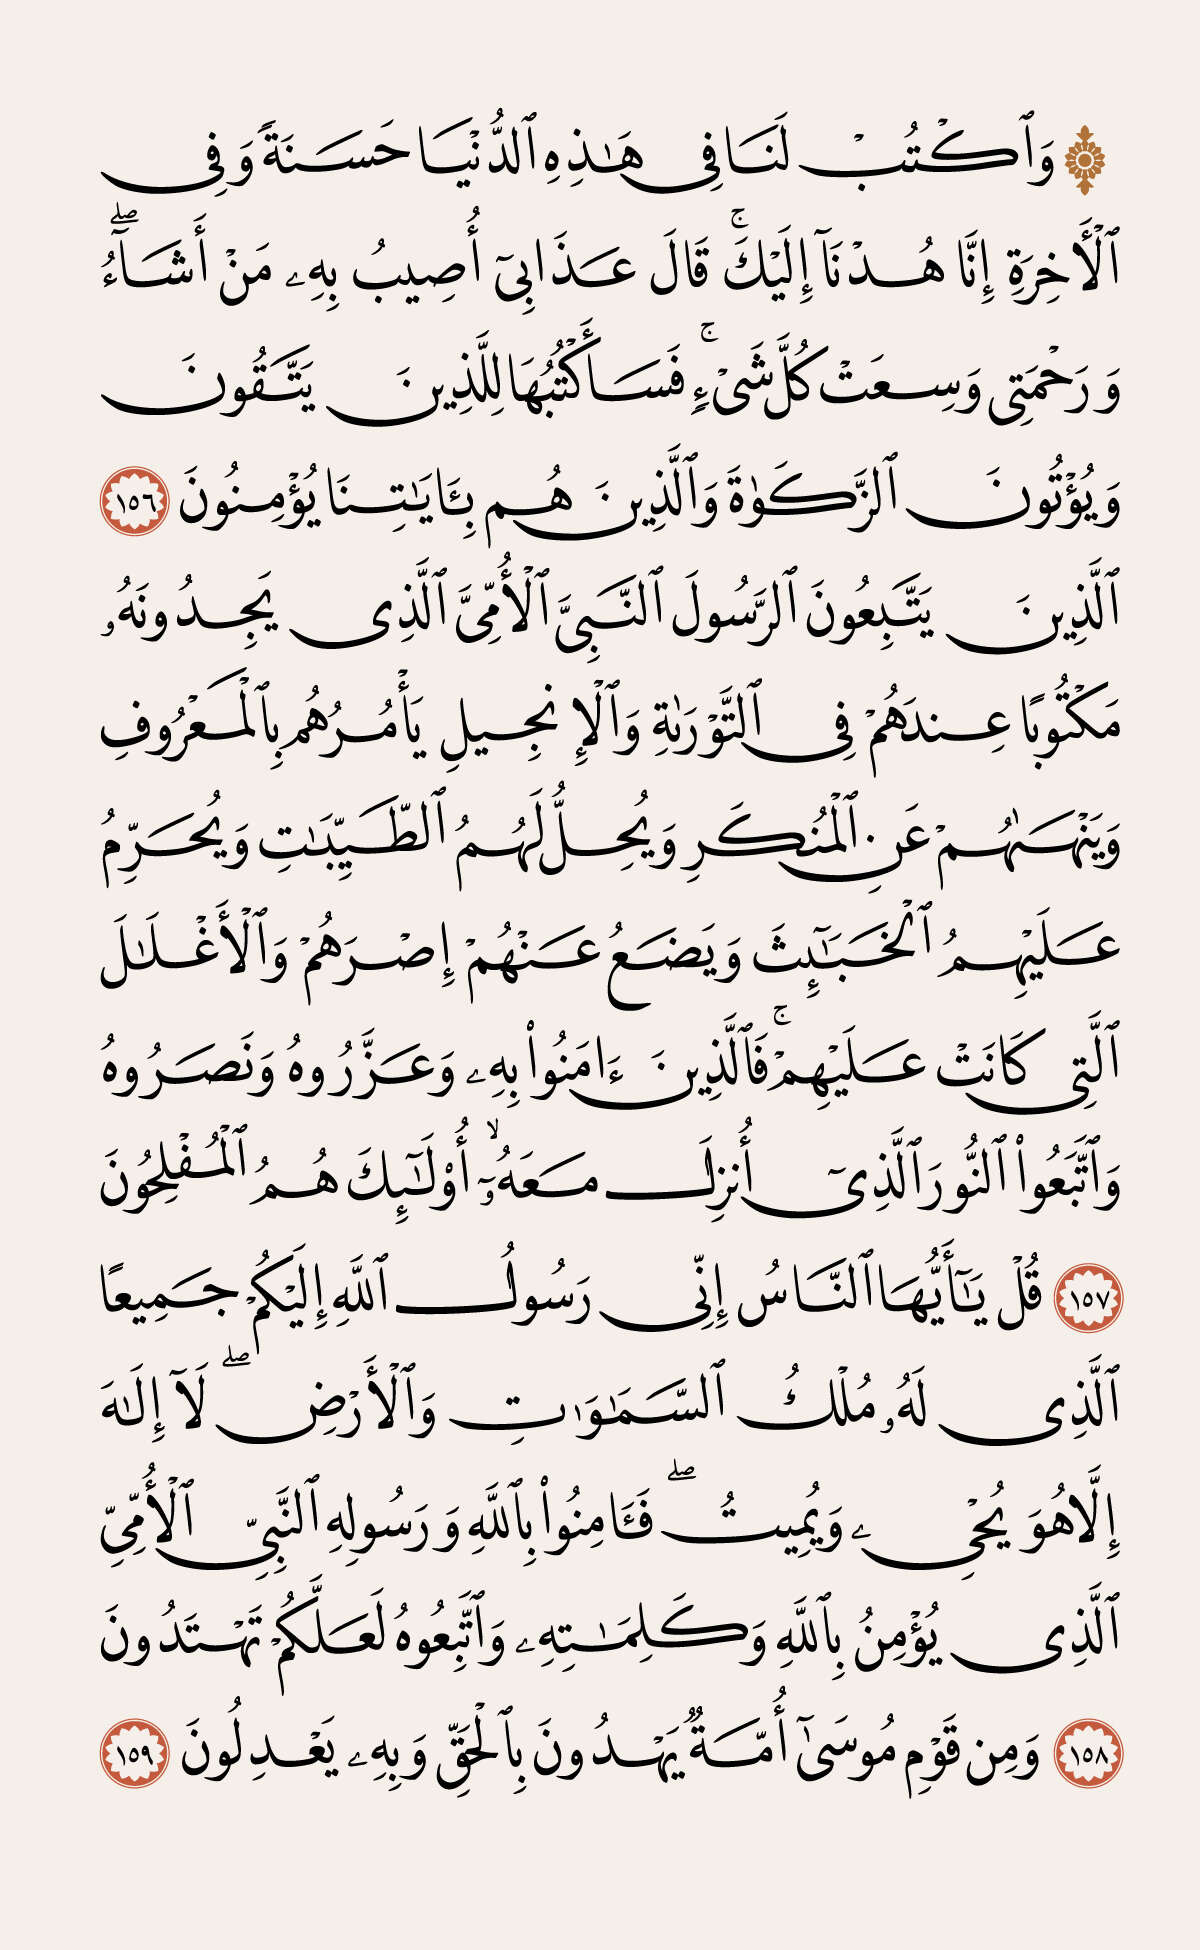 ۞ وَٱكْتُبْ لَنَا فِى هَـٰذِهِ ٱلدُّنْيَا حَسَنَةً وَفِى
ٱلْأَخِرَةِ إِنَّا هُدْنَآ إِلَيْكَ ۚ قَالَ عَذَابِىٓ أُصِيبُ بِهِۦ مَنْ أَشَآءُ ۖ
وَرَحْمَتِى وَسِعَتْ كُلَّ شَىْءٍ ۚ فَسَأَكْتُبُهَا لِلَّذِينَ يَتَّقُونَ
وَيُؤْتُونَ ٱلزَّكَوٰةَ وَٱلَّذِينَ هُم بِـَٔايَـٰتِنَا يُؤْمِنُونَ ١٥٦
ٱلَّذِينَ يَتَّبِعُونَ ٱلرَّسُولَ ٱلنَّبِىَّ ٱلْأُمِّىَّ ٱلَّذِى يَجِدُونَهُۥ
مَكْتُوبًا عِندَهُمْ فِى ٱلتَّوْرَىٰةِ وَٱلْإِنجِيلِ يَأْمُرُهُم بِٱلْمَعْرُوفِ
وَيَنْهَىٰهُمْ عَنِ ٱلْمُنكَرِ وَيُحِلُّ لَهُمُ ٱلطَّيِّبَـٰتِ وَيُحَرِّمُ
عَلَيْهِمُ ٱلْخَبَـٰٓئِثَ وَيَضَعُ عَنْهُمْ إِصْرَهُمْ وَٱلْأَغْلَـٰلَ
ٱلَّتِى كَانَتْ عَلَيْهِمْ ۚ فَٱلَّذِينَ ءَامَنُوا۟ بِهِۦ وَعَزَّرُوهُ وَنَصَرُوهُ
وَٱتَّبَعُوا۟ ٱلنُّورَ ٱلَّذِىٓ أُنزِلَ مَعَهُۥٓ ۙ أُو۟لَـٰٓئِكَ هُمُ ٱلْمُفْلِحُونَ
١٥٧ قُلْ يَـٰٓأَيُّهَا ٱلنَّاسُ إِنِّى رَسُولُ ٱللَّهِ إِلَيْكُمْ جَمِيعًا
ٱلَّذِى لَهُۥ مُلْكُ ٱلسَّمَـٰوَٰتِ وَٱلْأَرْضِ ۖ لَآ إِلَـٰهَ
إِلَّا هُوَ يُحْىِۦ وَيُمِيتُ ۖ فَـَٔامِنُوا۟ بِٱللَّهِ وَرَسُولِهِ ٱلنَّبِىِّ ٱلْأُمِّىِّ
ٱلَّذِى يُؤْمِنُ بِٱللَّهِ وَكَلِمَـٰتِهِۦ وَٱتَّبِعُوهُ لَعَلَّكُمْ تَهْتَدُونَ
١٥٨ وَمِن قَوْمِ مُوسَىٰٓ أُمَّةٌ يَهْدُونَ بِٱلْحَقِّ وَبِهِۦ يَعْدِلُونَ ١٥٩